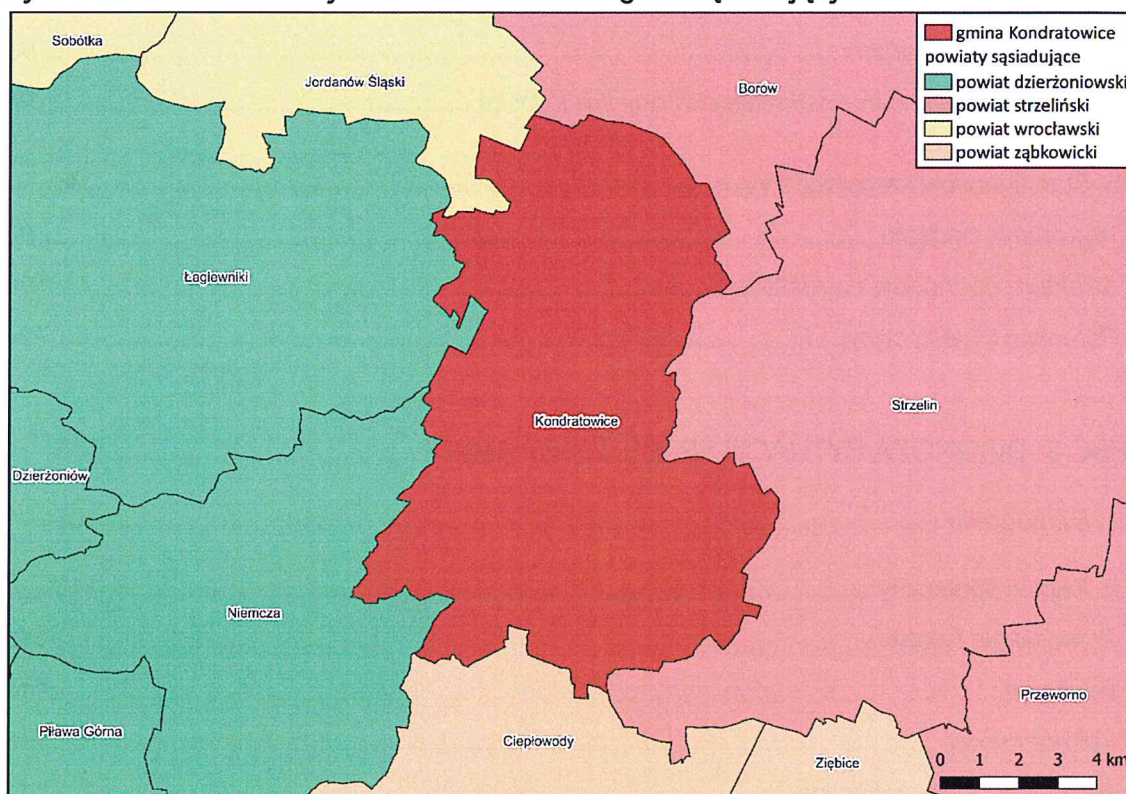 Sobótka
Jordanów Śląski
Borów
gmina Kondratowice
powiaty sąsiadujące
powiat dzierżoniowski
powiat strzeliński
powiat wrocławski
powiat ząbkowicki
Łagiewniki
Kondratowice
Strzelin
Dzierżoniów
Niemcza
Przeworno
Piława Górna
Ciepłowody
Ziębice
0 1 2 3 4 km